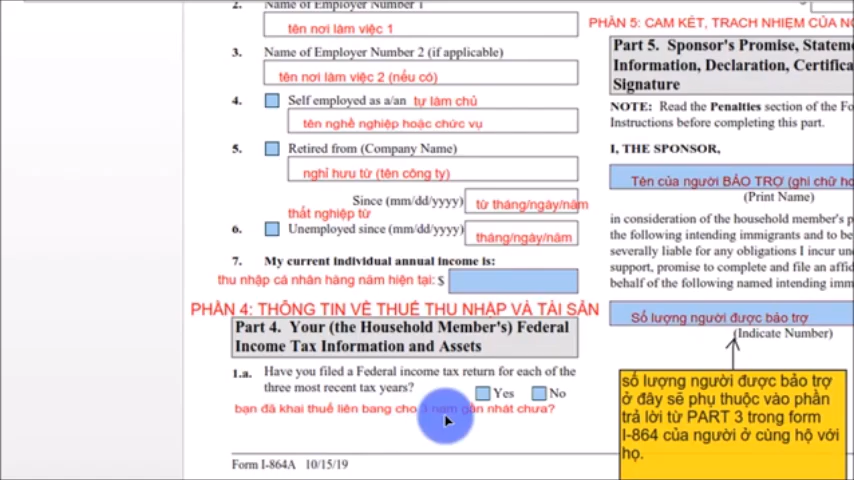 2. Name of Employer Number 1
tên nơi làm việc 1
3. Name of Employer Number 2 (if applicable)
tên nơi làm việc 2 (nếu có)
4. Self employed as a/an tự làm chủ
tên nghề nghiệp hoặc chức vụ
5. Retired from (Company Name)
nghỉ hưu từ (tên công ty)
Since (mm/dd/yyyy) từ tháng/ngày/năm
thất nghiệp từ
6. Unemployed since (mm/dd/yyyy) tháng/ngày/năm
7. My current individual annual income is:
thu nhập cá nhân hàng năm hiện tại: $
PHẦN 4: THÔNG TIN VỀ THUẾ THU NHẬP VÀ TÀI SẢN
Part 4. Your (the Household Member's) Federal
Income Tax Information and Assets
1.a. Have you filed a Federal income tax return for each of the
three most recent tax years?
Yes No
bạn đã khai thuế liên bang cho 3 năm gần nhất chưa?
Form I-864A 10/15/19
PHẦN 5: CAM KẾT, TRACH NHIỆM CỦA
Part 5. Sponsor's Promise,
Information, Declaration,
Signature
NOTE: Read the Penalties section of the
Instructions before completing this part.
I, THE SPONSOR,
Tên của người BẢO TRỢ (ghi chữ
(Print Name)
in consideration of the household member's
the following intending immigrants and to be
severally liable for any obligations I incur
support, promise to complete and file an
behalf of the following named intending
Số lượng người được bảo trợ
(Indicate Number)
số lượng người được bảo trợ
ở đây sẽ phụ thuộc vào phần
trả lời từ PART 3 trong form
I-864 của người ở cùng hộ với
họ.